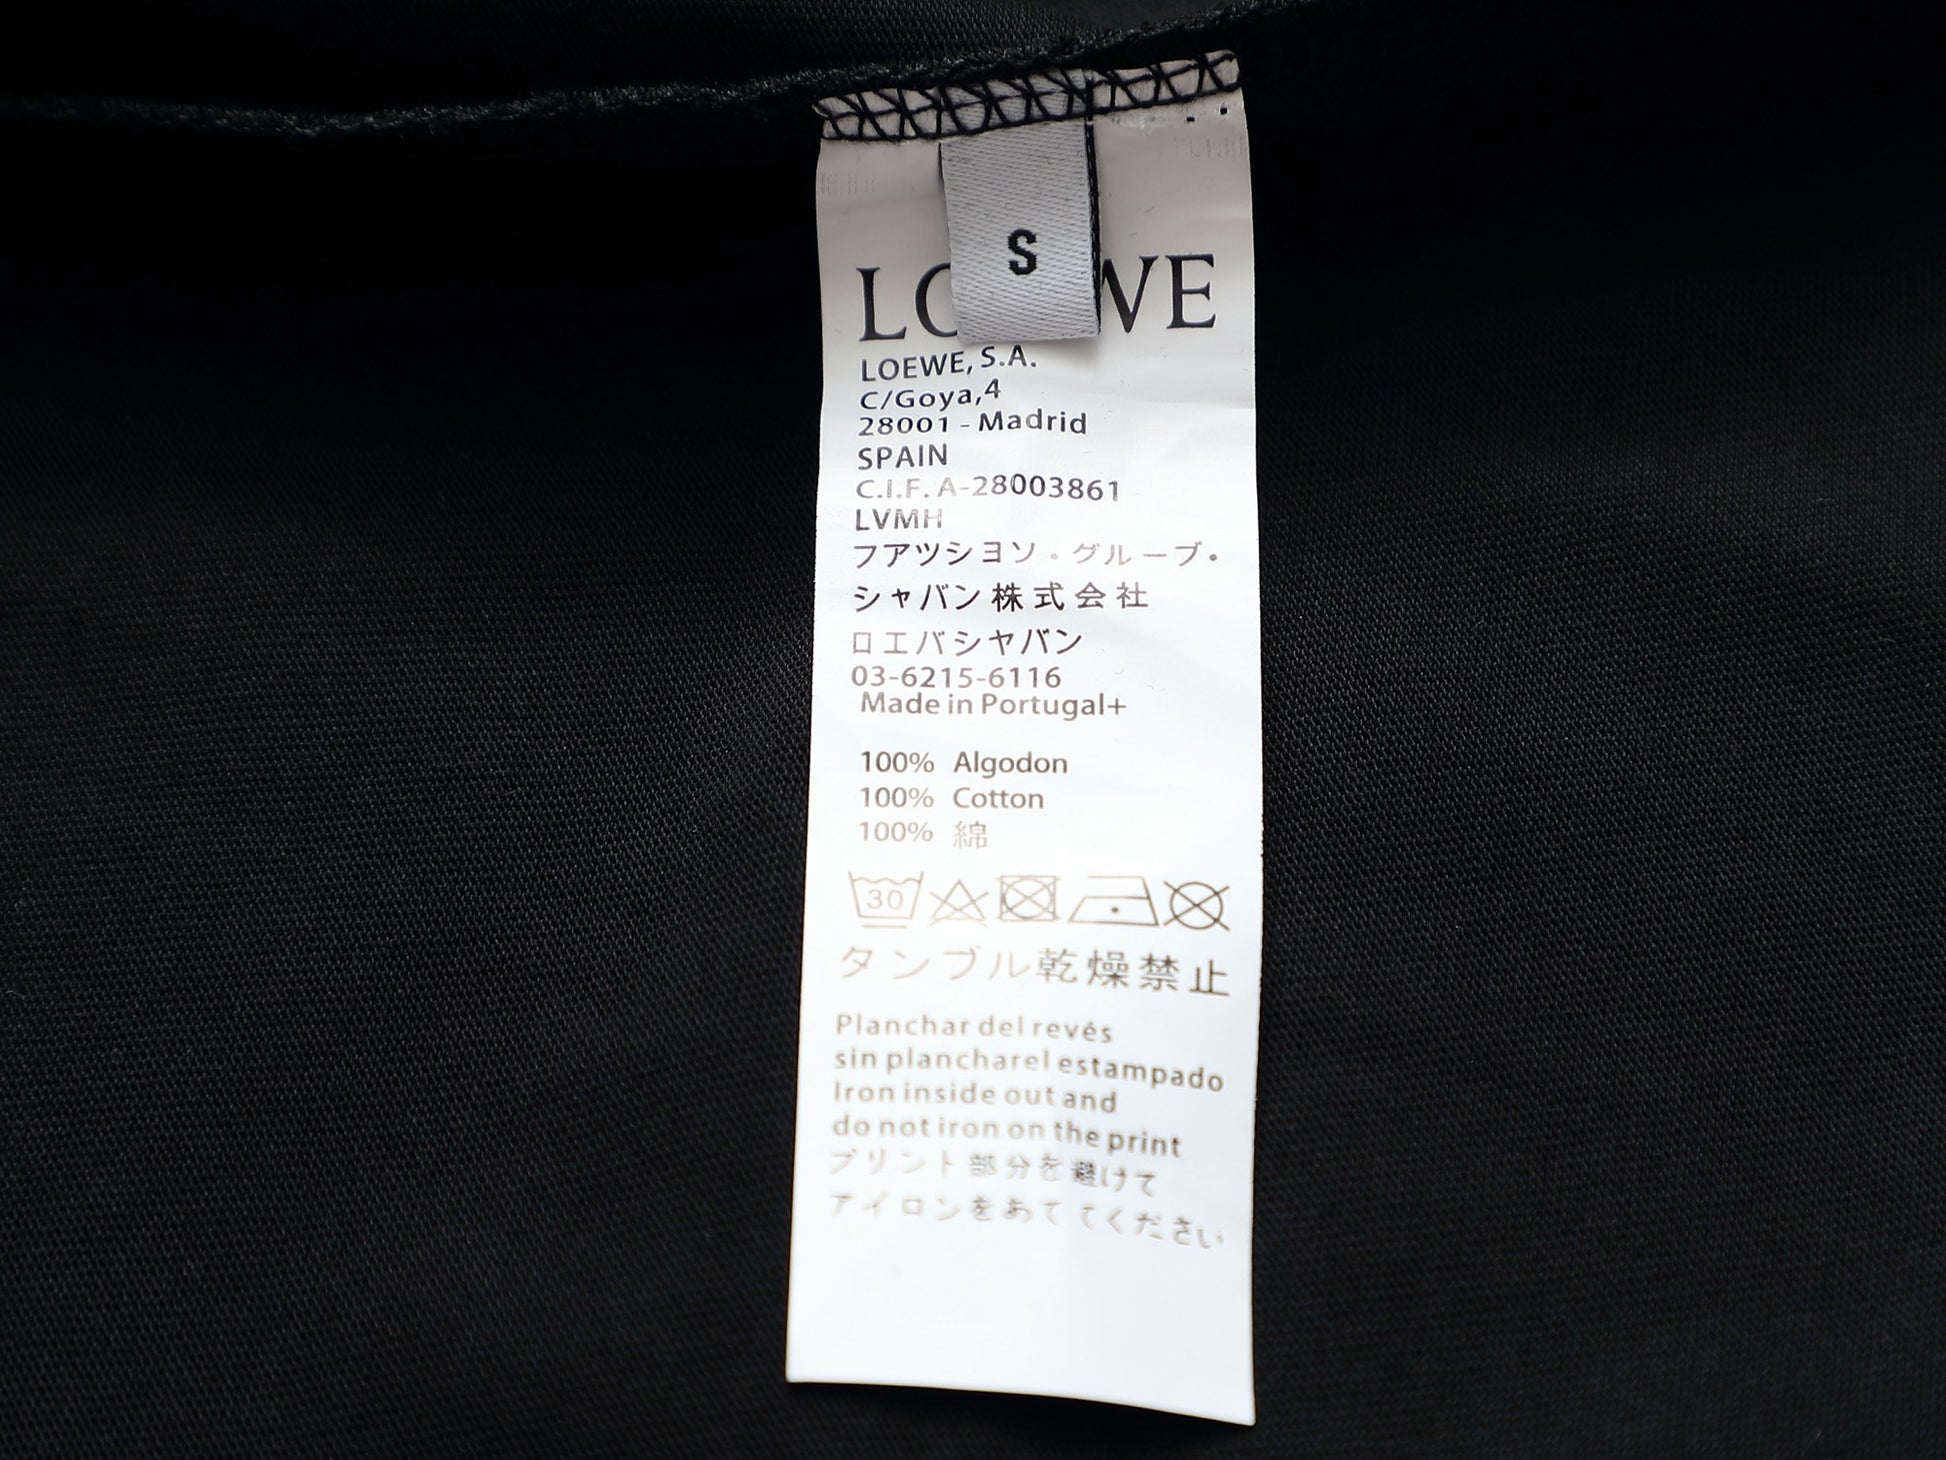 S
LOEWE
LOEWE, S.A.
C/Goya,4
28001 - Madrid
SPAIN
C.I.F. A-28003861
LVMH
フアツシヨソ・グループ・
シャバン株式会社
ロエバシヤバン
03-6215-6116
Made in Portugal+
100% Algodon
100% Cotton
100% 綿
30
タンブル乾燥禁止
Planchar del revés
sin plancharel estampado
Iron inside out and
do not iron on the print
プリント部分を避けて
アイロンをあててください